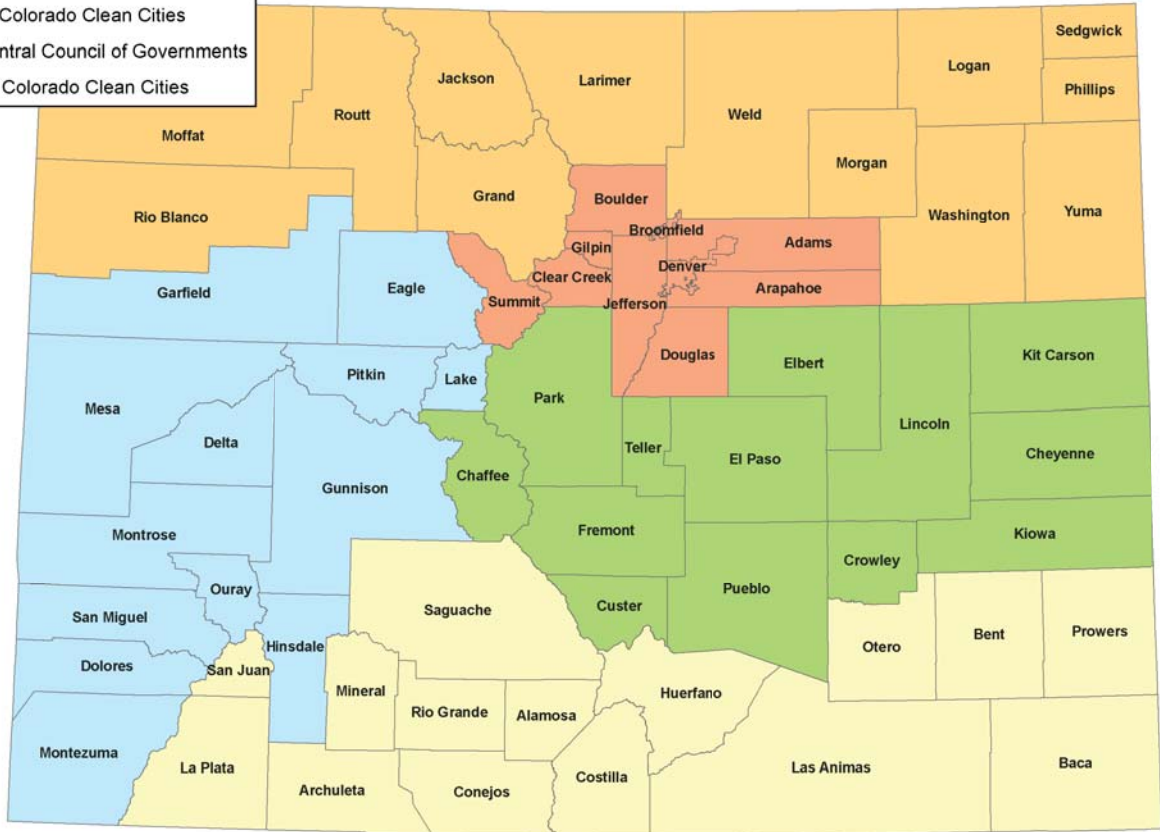 Colorado Clean Cities
ntral Council of Governments
Colorado Clean Cities
Sedgwick
Logan
Jackson
Larimer
Phillips
Routt
Weld
Moffat
Morgan
Grand
Boulder
Rio Blanco
Washington
Yuma
Broomfield
Gilpin
Adams
Denver
Clear Creek
Garfield
Eagle
Arapahoe
Summit
Jefferson
Douglas
Elbert
Kit Carson
Pitkin
Lake
Park
Mesa
Lincoln
Delta
Teller
El Paso
Cheyenne
Chaffee
Gunnison
Fremont
Montrose
Kiowa
Crowley
Ouray
Pueblo
Custer
Saguache
San Miguel
Prowers
Bent
Hinsdale
Otero
Dolores
San Juan
Mineral
Huerfano
Rio Grande
Alamosa
Montezuma
La Plata
Las Animas
Baca
Costilla
Archuleta
Conejos